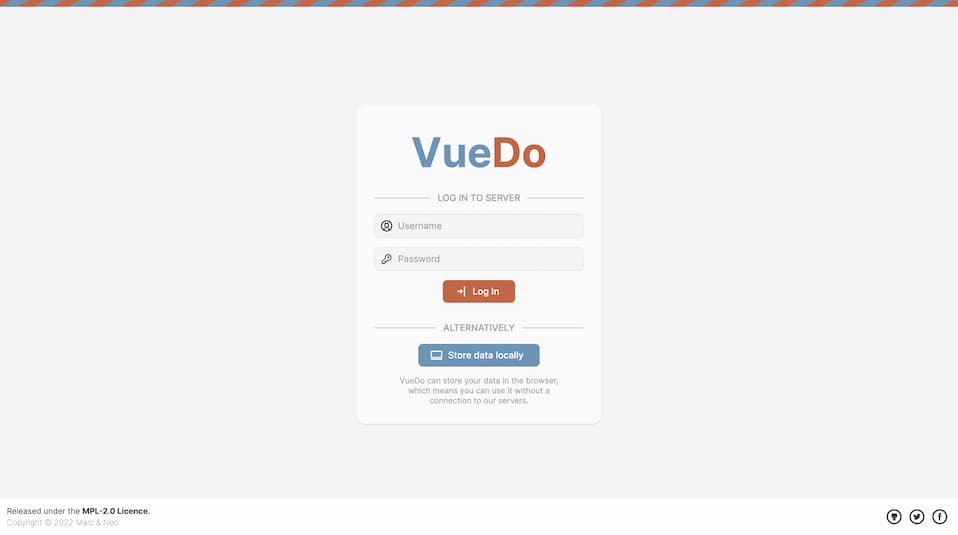 VueDo
LOG IN TO SERVER
Username
Password
Log In
ALTERNATIVELY
Store data locally
VueDo can store your data in the browser,
which means you can use it without a
connection to our servers.
Released under the MPL-2.0 Licence.
Copyright © 2022 Marc & Neo